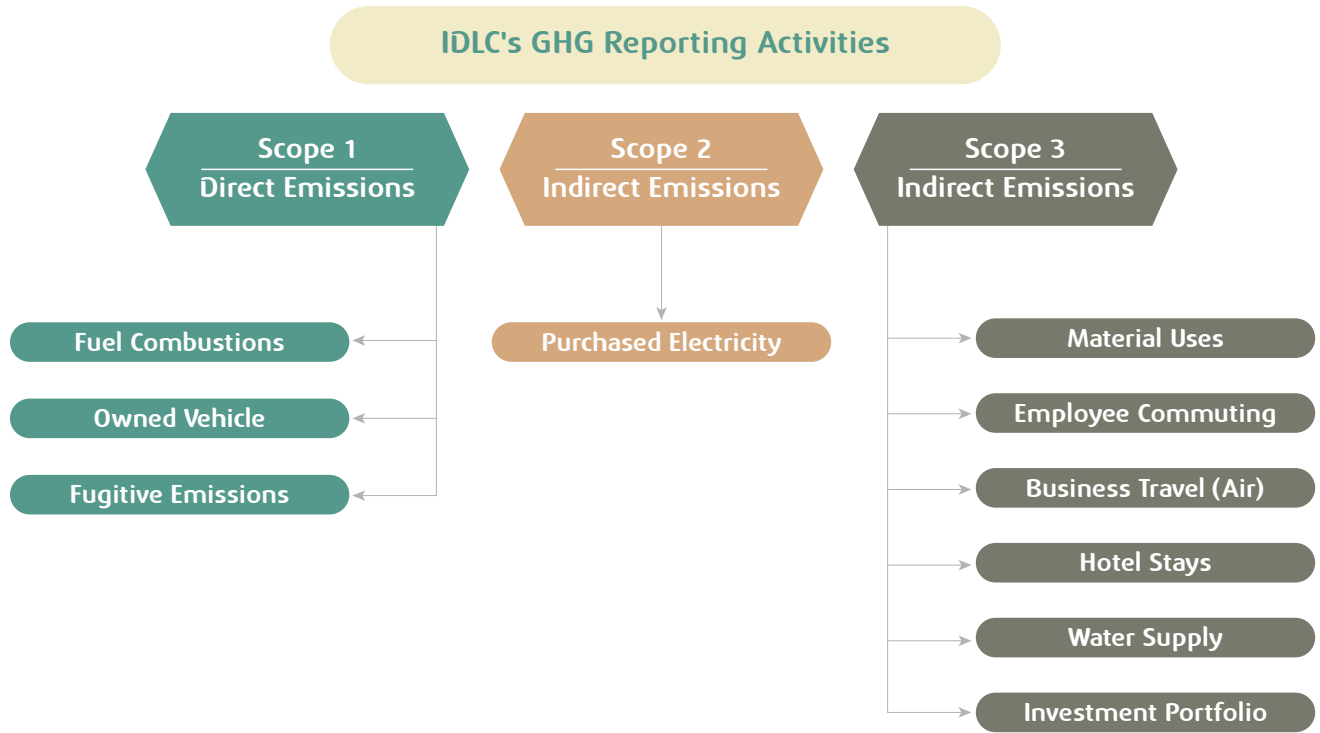 IDLC's GHG Reporting Activities
Scope 1
Direct Emissions
Fuel Combustions
Owned Vehicle
Fugitive Emissions
Scope 2
Indirect Emissions
Purchased Electricity
Scope 3
Indirect Emissions
Material Uses
Employee Commuting
Business Travel (Air)
Hotel Stays
Water Supply
Investment Portfolio